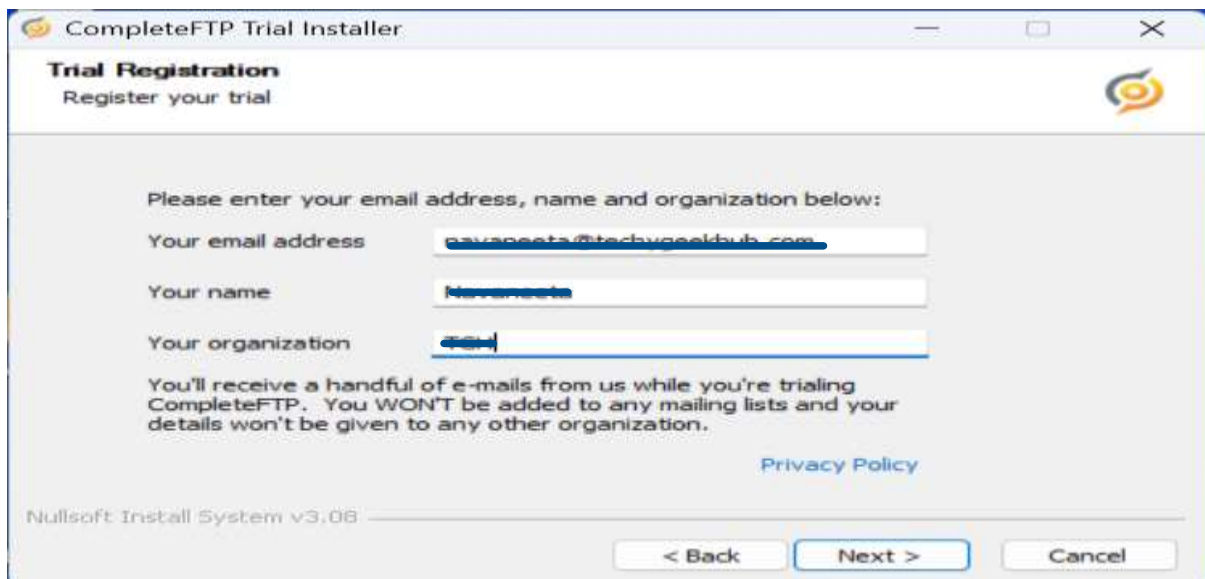 CompleteFTP Trial Installer
Trial Registration
Register your trial
Please enter your email address, name and organization below:
Your email address
Your name
Your organization
You'll receive a handful of e-mails from us while you're trialing
CompleteFTP. You WON'T be added to any mailing lists and your
details won't be given to any other organization.
Privacy Policy
Nullsoft Install System v3.08
< Back Next > Cancel